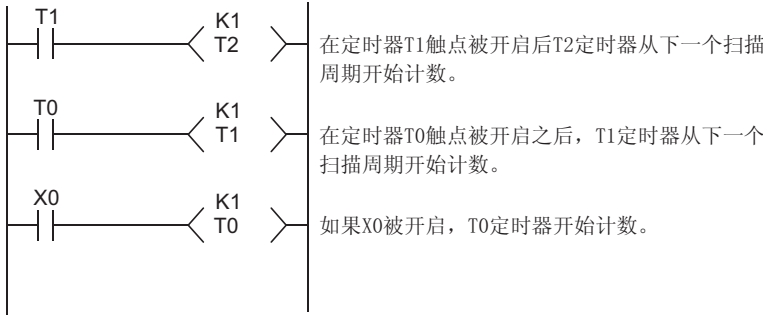 T1
K1
T2
在定时器T1触点被开启后T2定时器从下一个扫描
周期开始计数。
T0
K1
T1
在定时器T0触点被开启之后，T1定时器从下一个
扫描周期开始计数。
X0
K1
T0
如果X0被开启，T0定时器开始计数。